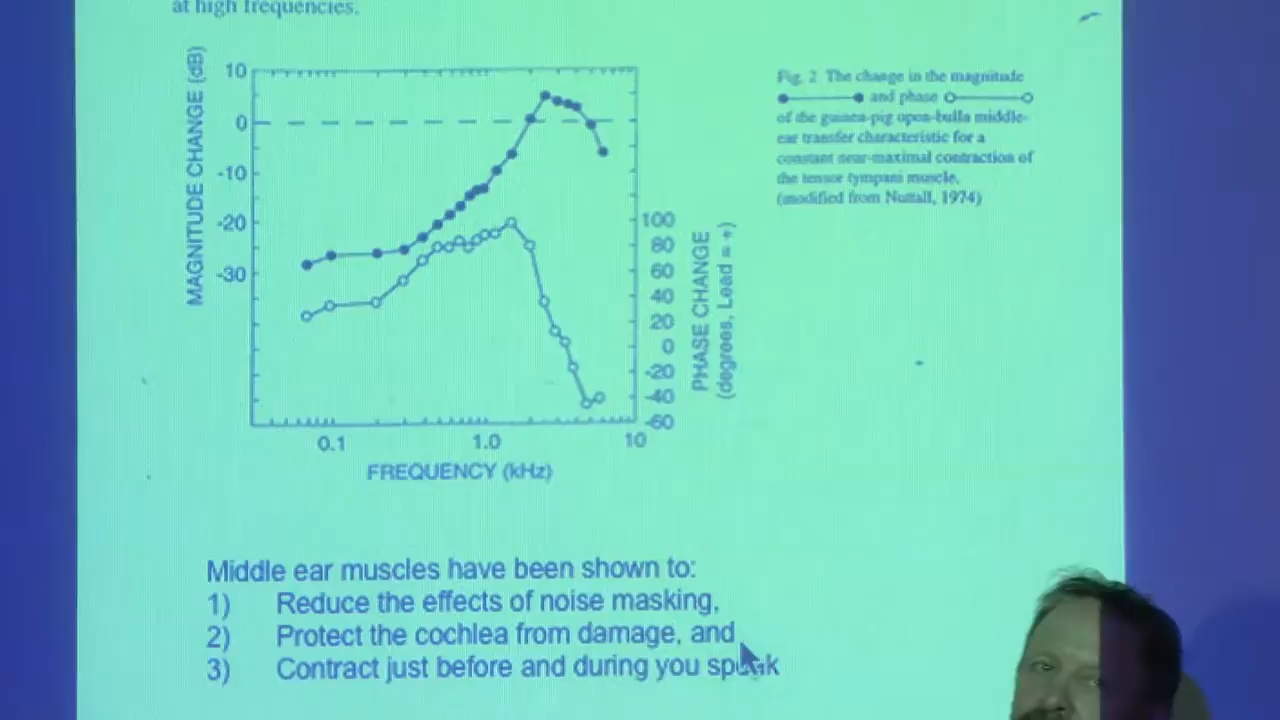 at high frequencies.
MAGNITUDE CHANGE (dB)
10
0
-10
-20
-30
100
80
60
40
20
0
-20
-40
-60
PHASE CHANGE
(degrees, Lead = +)
0.1
1.0
10
FREQUENCY (kHz)
Fig. 2 The change in the magnitude
and phase
of the guinea-pig open-bulla middle-
ear transfer characteristic for a
constant near-maximal contraction of
the tensor tympani muscle.
(modified from Nuttall, 1974)
Middle ear muscles have been shown to:
1) Reduce the effects of noise masking,
2) Protect the cochlea from damage, and
3) Contract just before and during you speak